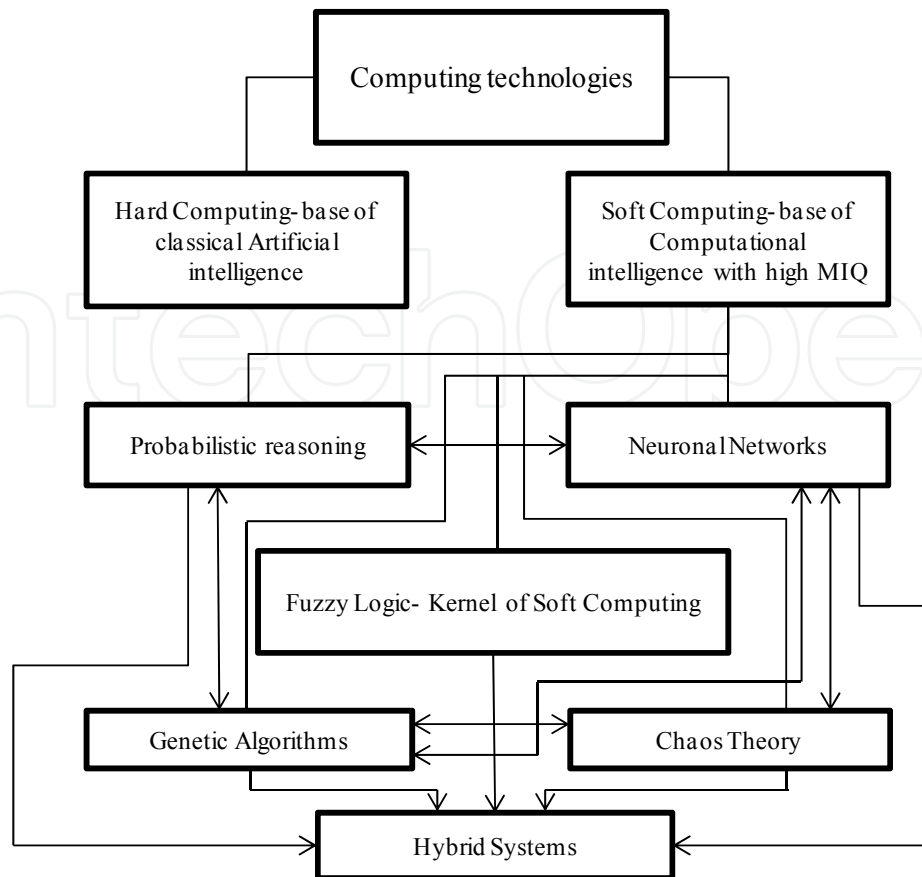 Computing technologies
Hard Computing- base of
classical Artificial
intelligence
Soft Computing- base of
Computational
intelligence with high MIQ
ntechOpe
Probabilistic reasoning
Neuronal Networks
Fuzzy Logic- Kernel of Soft Computing
Genetic Algorithms
Chaos Theory
Hybrid Systems